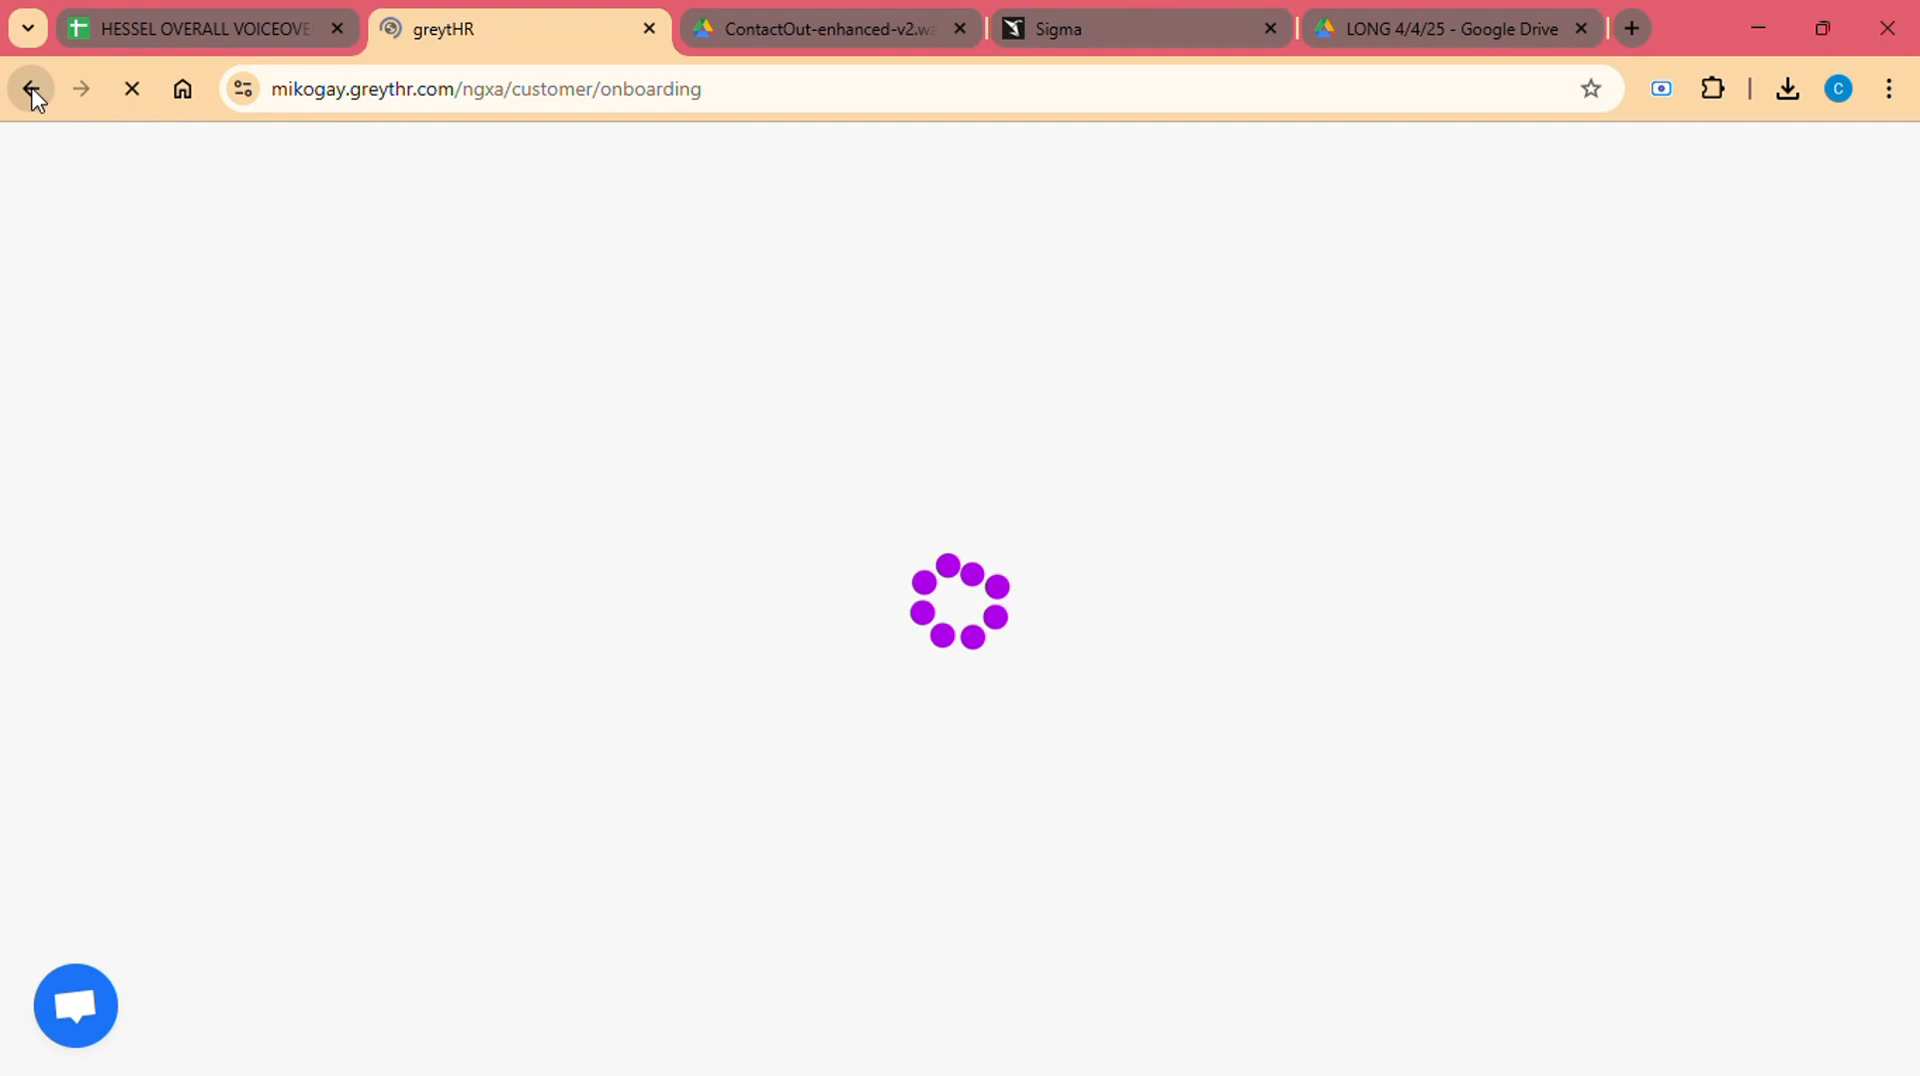 HESSEL OVERALL VOICEOVE
greytHR
ContactOut-enhanced-v2.wa
Sigma
LONG 4/4/25 - Google Drive
mikogay.greythr.com/ngxa/customer/onboarding
C